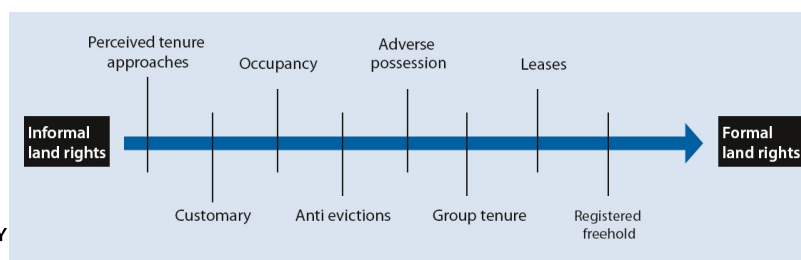 Perceived tenure
approaches
Occupancy
Adverse
possession
Leases
Informal
land rights
Formal
land rights
Customary
Anti evictions
Group tenure
Registered
freehold
Y